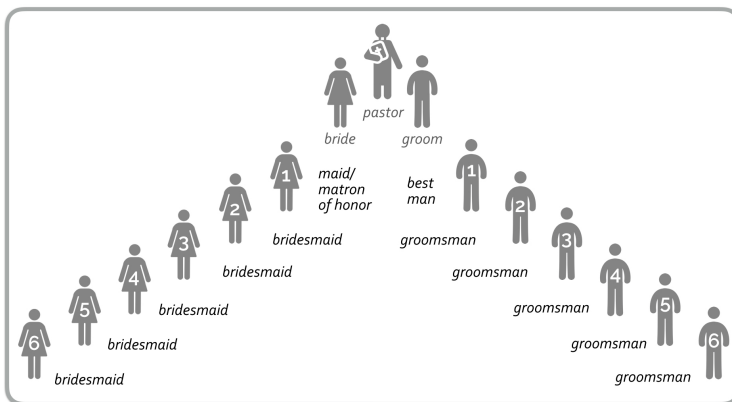 pastor
bride
groom
1
maid/
matron
of honor
best
man
1
2
bridesmaid
groomsman
2
3
bridesmaid
groomsman
3
4
bridesmaid
groomsman
4
5
bridesmaid
groomsman
5
6
bridesmaid
groomsman
6